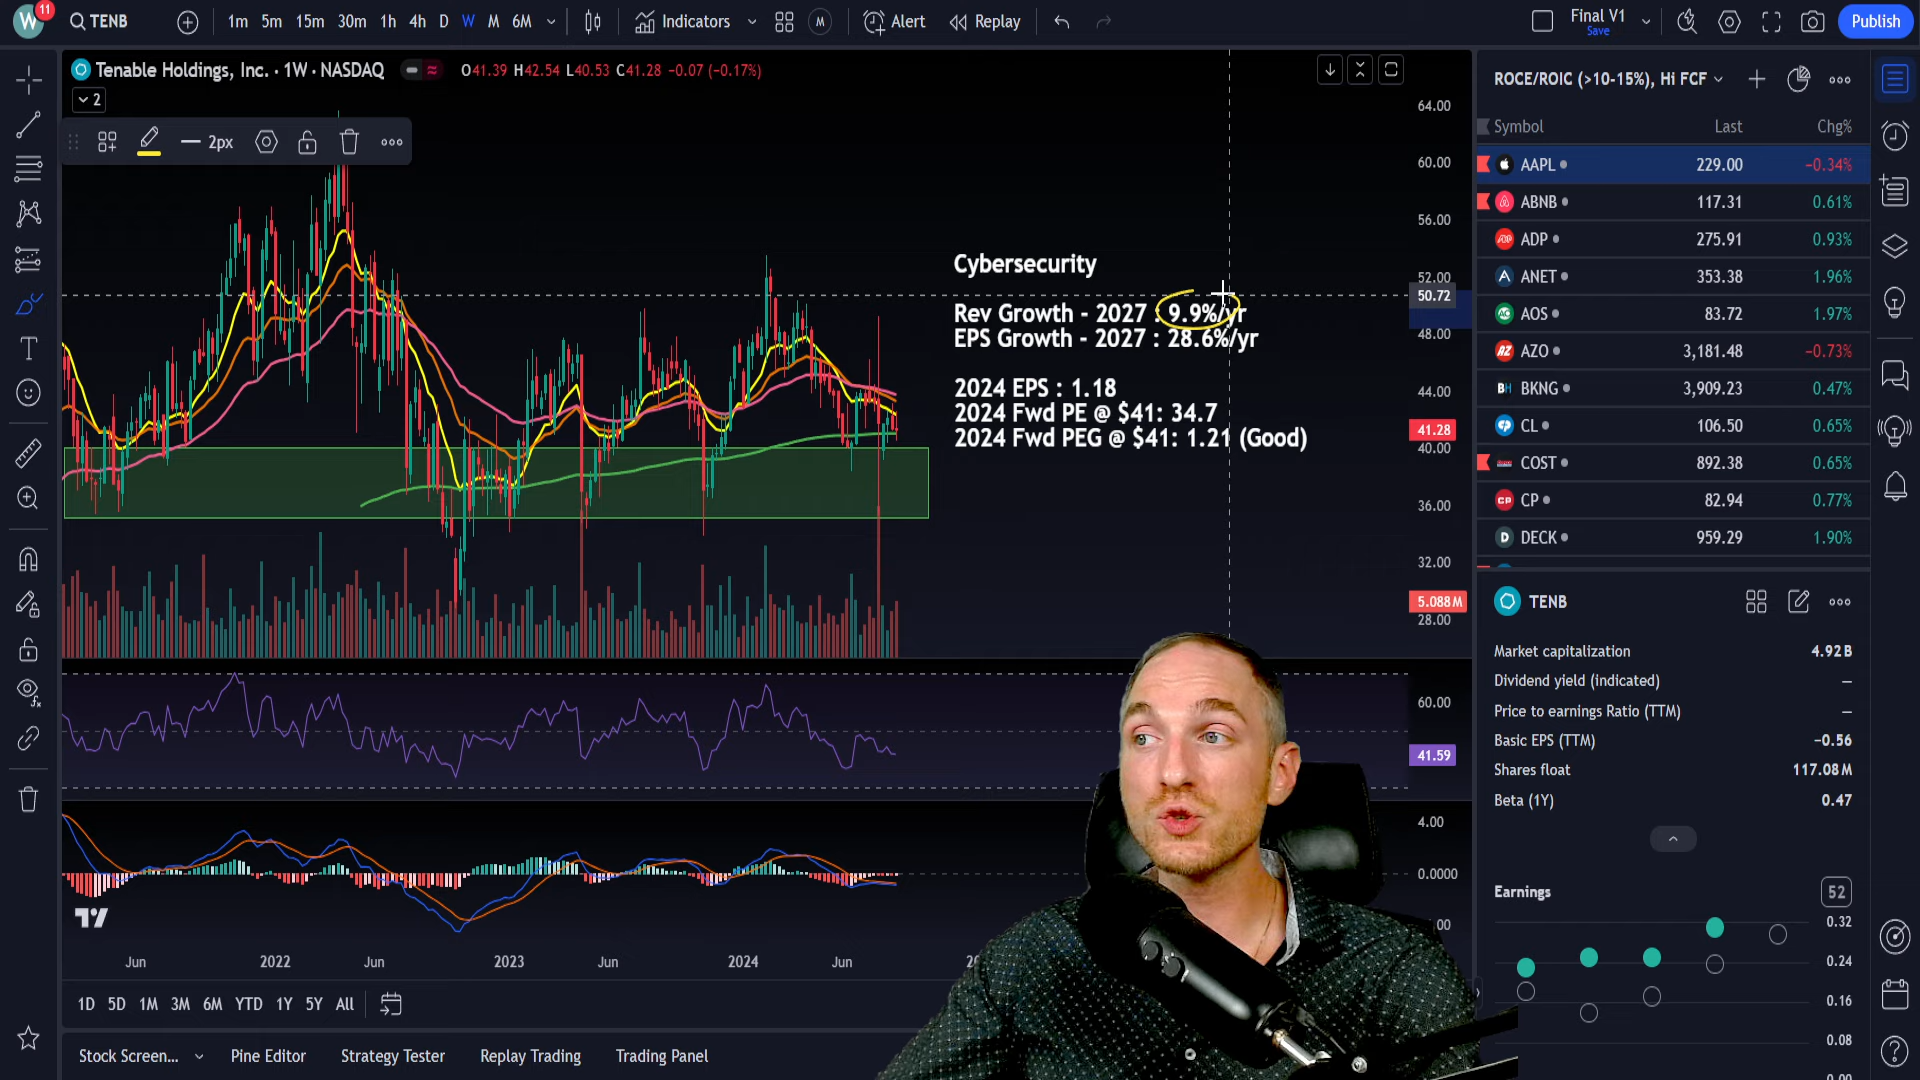 W
11
TENB
1m 5m 15m 30m 1h 4h D W M 6M
Indicators
M
Alert
Replay
Final V1
Save
Publish
Tenable Holdings, Inc. · 1W · NASDAQ
O41.39 H42.54 L40.53 C41.28 −0.07 (−0.17%)
2
2px
64.00
60.00
56.00
52.00
50.72
48.00
44.00
41.28
40.00
36.00
32.00
5.088M
28.00
Cybersecurity
Rev Growth - 2027 : 9.9%/yr
EPS Growth - 2027 : 28.6%/yr
2024 EPS : 1.18
2024 Fwd PE @ $41: 34.7
2024 Fwd PEG @ $41: 1.21 (Good)
60.00
41.59
4.00
0.0000
Jun 2022 Jun 2023 Jun 2024 Jun
1D 5D 1M 3M 6M YTD 1Y 5Y All
Stock Screen... Pine Editor Strategy Tester Replay Trading Trading Panel
ROCE/ROIC (>10-15%), Hi FCF
Symbol Last Chg%
AAPL 229.00 −0.34%
ABNB 117.31 0.61%
ADP 275.91 0.93%
ANET 353.38 1.96%
AOS 83.72 1.97%
AZO 3,181.48 −0.73%
BKNG 3,909.23 0.47%
CL 106.50 0.65%
COST 892.38 0.65%
CP 82.94 0.77%
DECK 959.29 1.90%
TENB
Market capitalization 4.92B
Dividend yield (indicated) —
Price to earnings Ratio (TTM) —
Basic EPS (TTM) −0.56
Shares float 117.08M
Beta (1Y) 0.47
Earnings 52
0.32
0.24
0.16
0.08
0.00